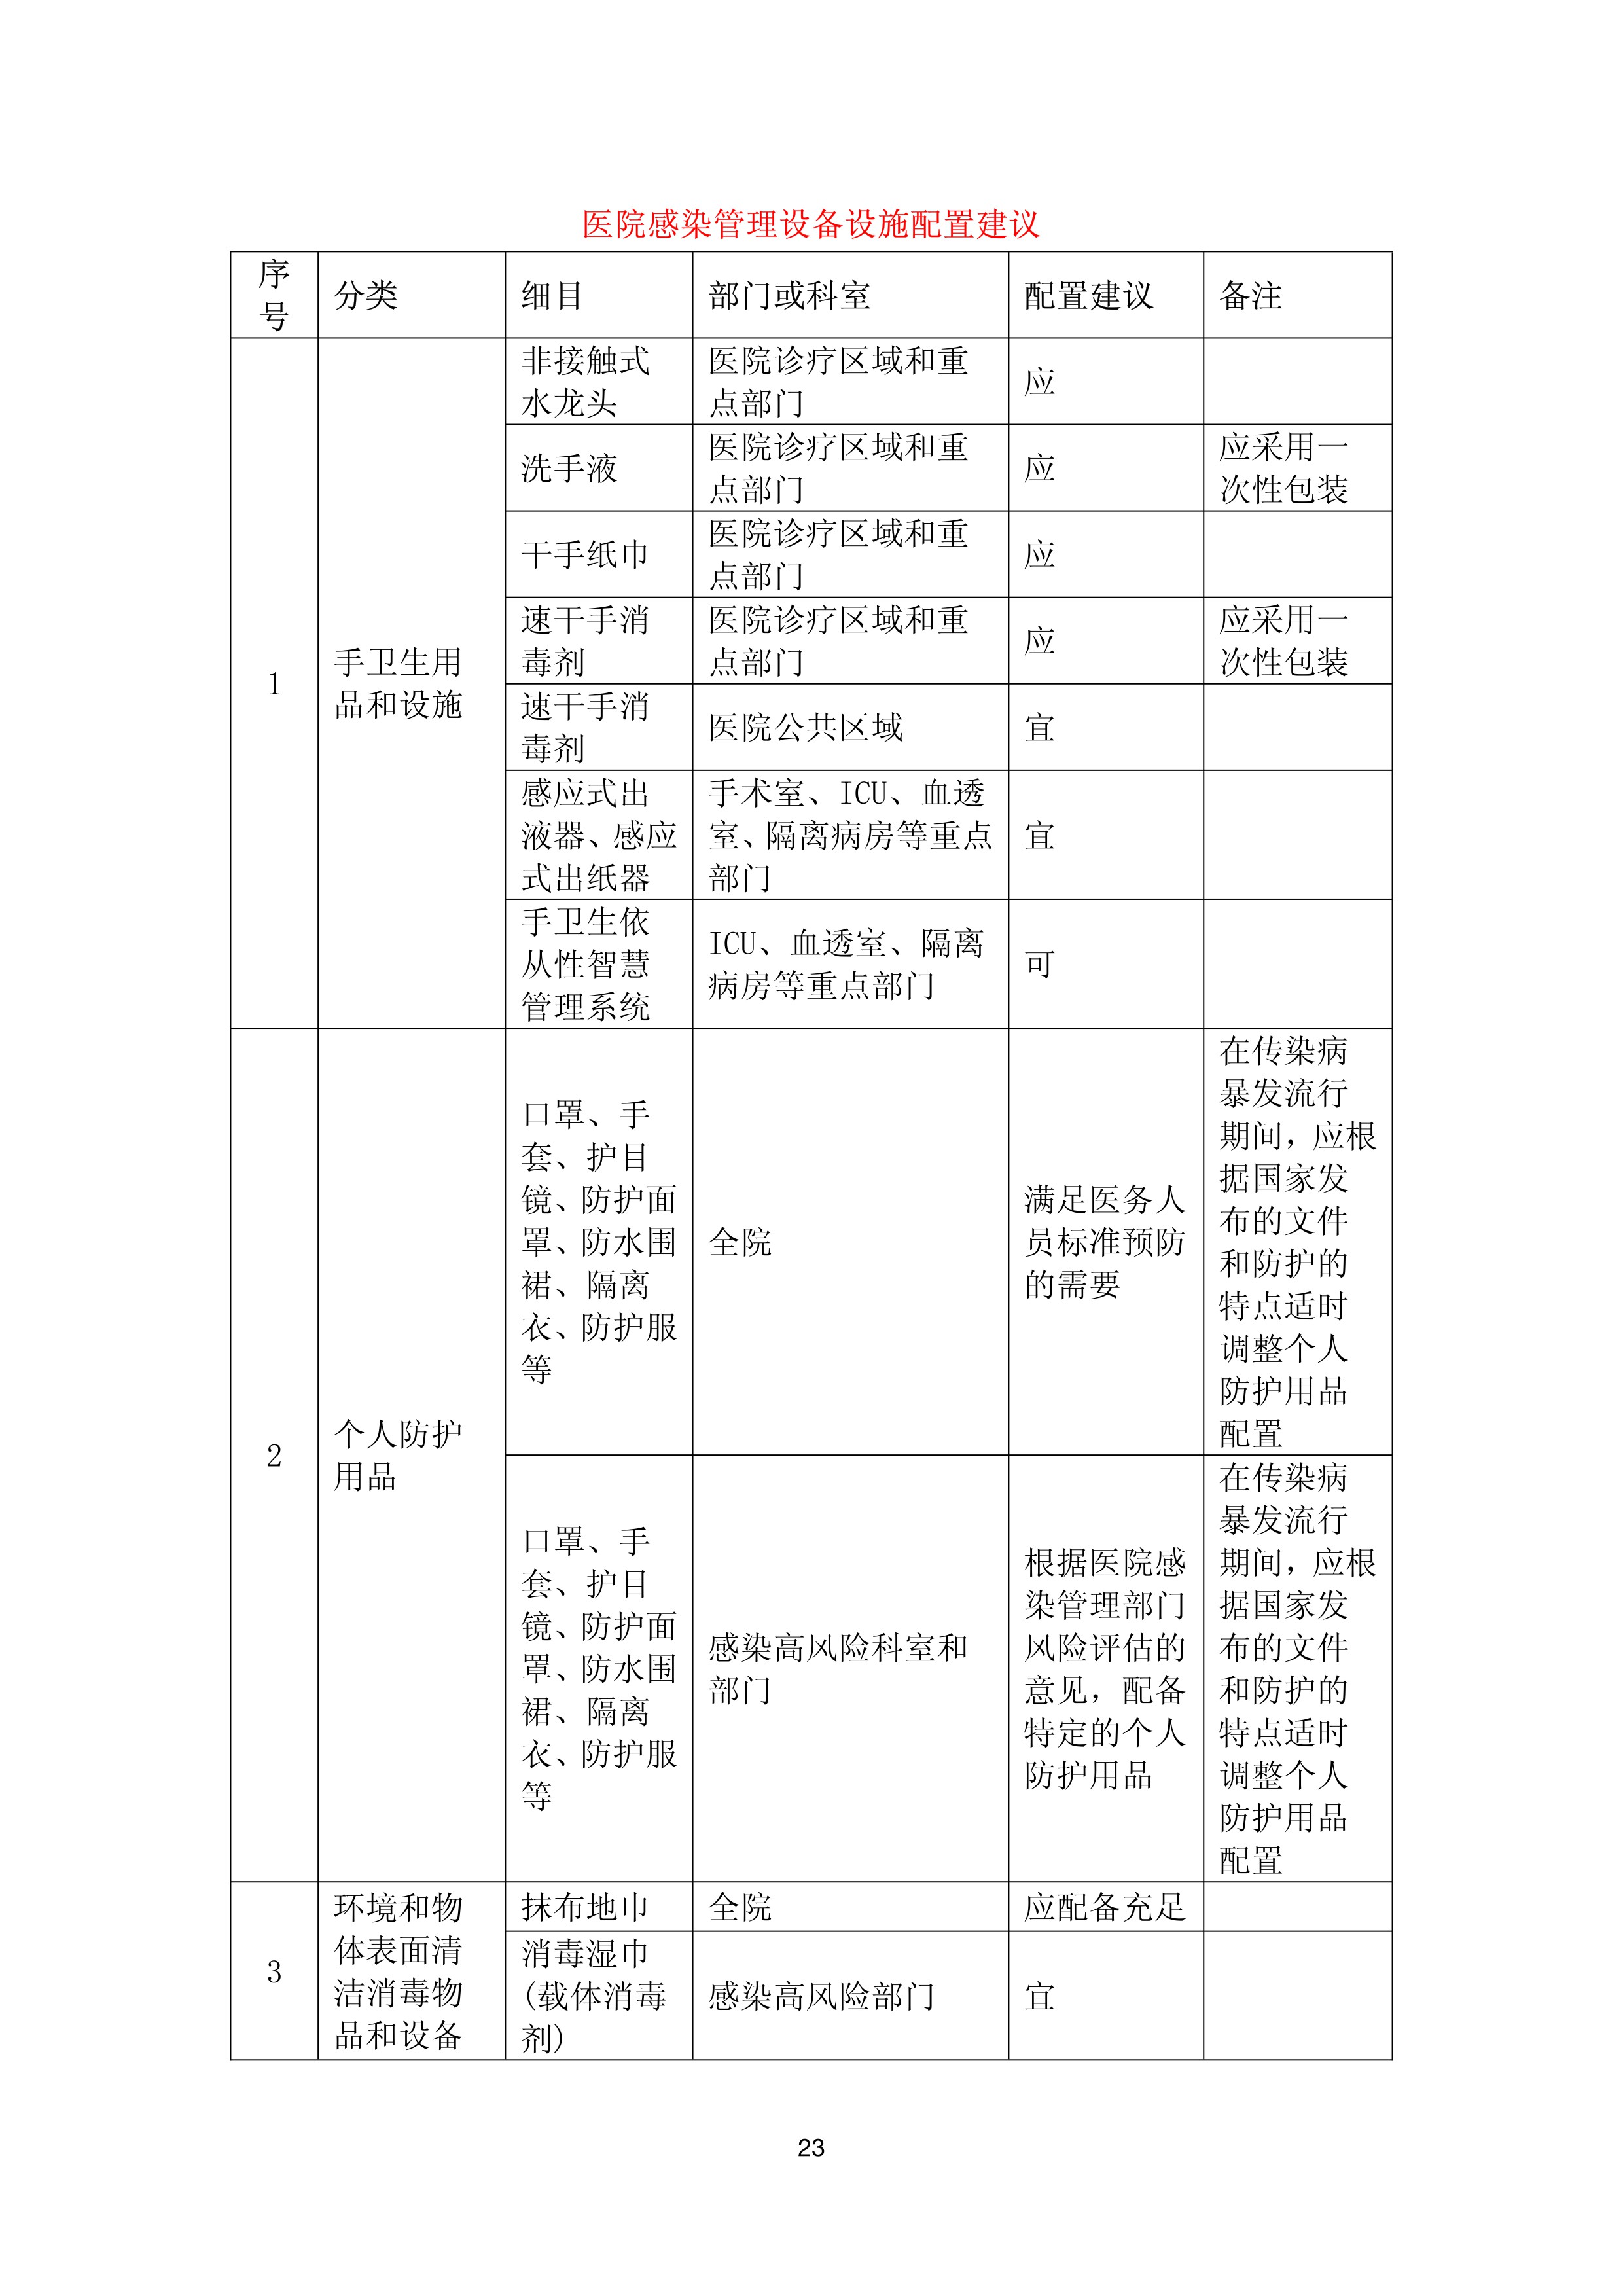 医院感染管理设备设施配置建议
序
号
分类
细目
部门或科室
配置建议
备注
1
手卫生用
品和设施
非接触式
水龙头
医院诊疗区域和重
点部门
应
洗手液
医院诊疗区域和重
点部门
应
应采用一
次性包装
干手纸巾
医院诊疗区域和重
点部门
应
速干手消
毒剂
医院诊疗区域和重
点部门
应
应采用一
次性包装
速干手消
毒剂
医院公共区域
宜
感应式出
液器、感应
式出纸器
手术室、ICU、血透
室、隔离病房等重点
部门
宜
手卫生依
从性智慧
管理系统
ICU、血透室、隔离
病房等重点部门
可
2
个人防护
用品
口罩、手
套、护目
镜、防护面
罩、防水围
裙、隔离
衣、防护服
等
全院
满足医务人
员标准预防
的需要
在传染病
暴发流行
期间，应根
据国家发
布的文件
和防护的
特点适时
调整个人
防护用品
配置
口罩、手
套、护目
镜、防护面
罩、防水围
裙、隔离
衣、防护服
等
感染高风险科室和
部门
根据医院感
染管理部门
风险评估的
意见，配备
特定的个人
防护用品
在传染病
暴发流行
期间，应根
据国家发
布的文件
和防护的
特点适时
调整个人
防护用品
配置
3
环境和物
体表面清
洁消毒物
品和设备
抹布地巾
全院
应配备充足
消毒湿巾
(载体消毒
剂)
感染高风险部门
宜
23